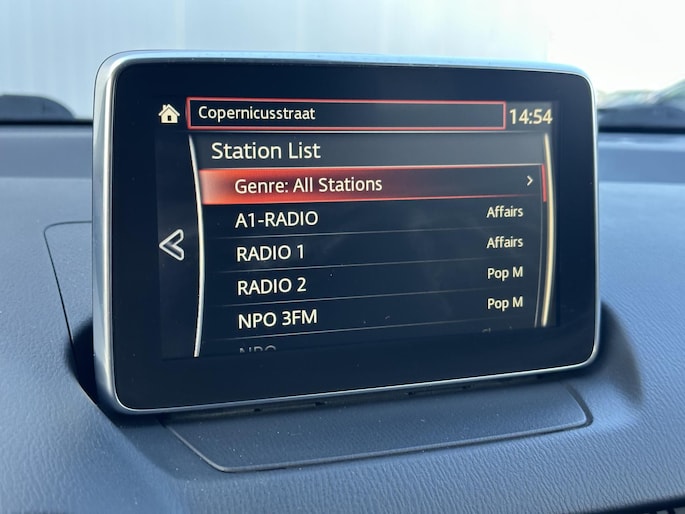 Copernicusstraat 14:54
Station List
Genre: All Stations
A1-RADIO Affairs
RADIO 1 Affairs
RADIO 2 Pop M
NPO 3FM Pop M
NPO